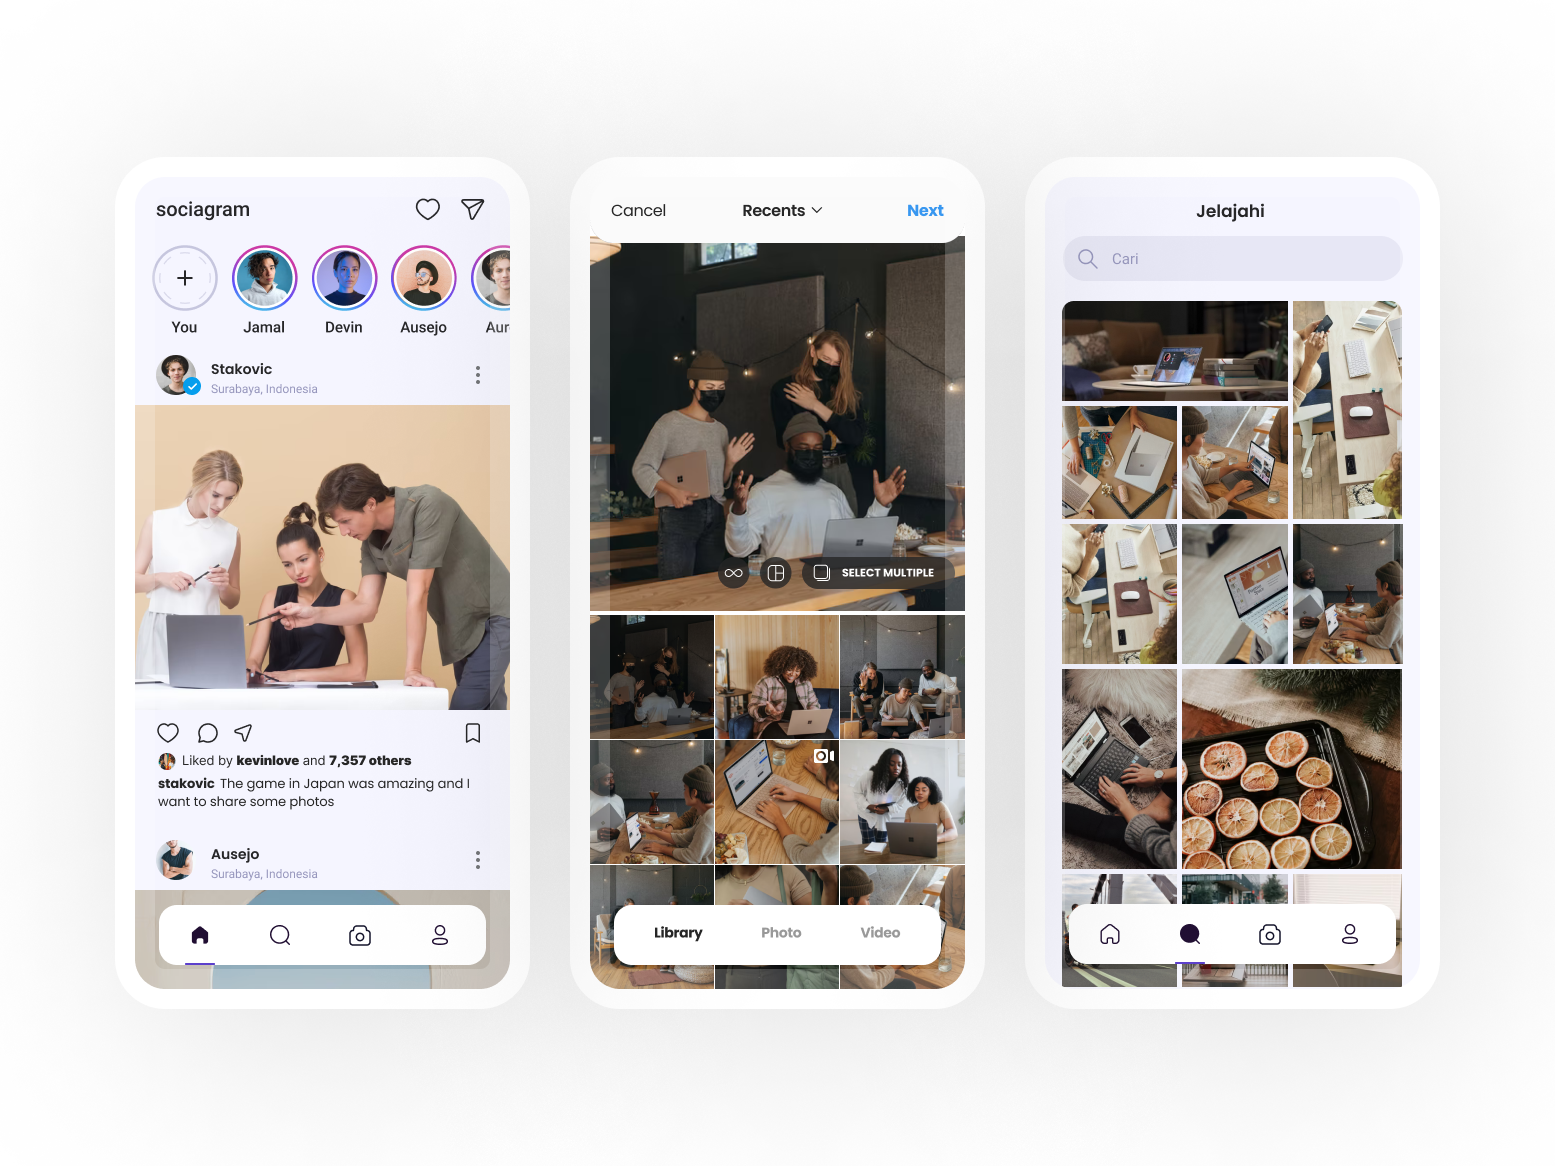 sociagram
You
Jamal
Devin
Ausejo
Aur
Stakovic
Surabaya, Indonesia
Liked by kevinlove and 7,357 others
stakovic The game in Japan was amazing and I
want to share some photos
Ausejo
Surabaya, Indonesia
Cancel
Recents
Next
SELECT MULTIPLE
Library
Photo
Video
Jelajahi
Cari